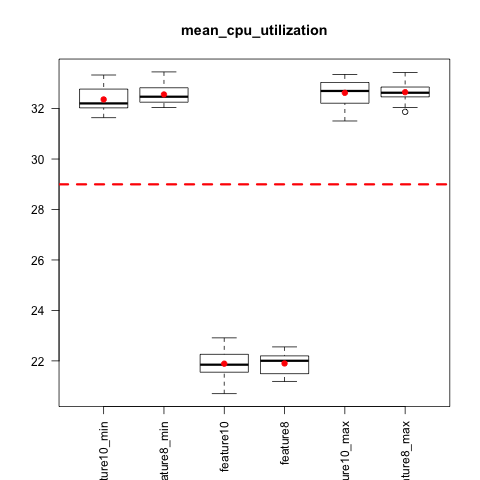 mean_cpu_utilization
32
30
28
26
24
22
ture10_min
ature8_min
feature10
feature8
ure10_max
ture8_max